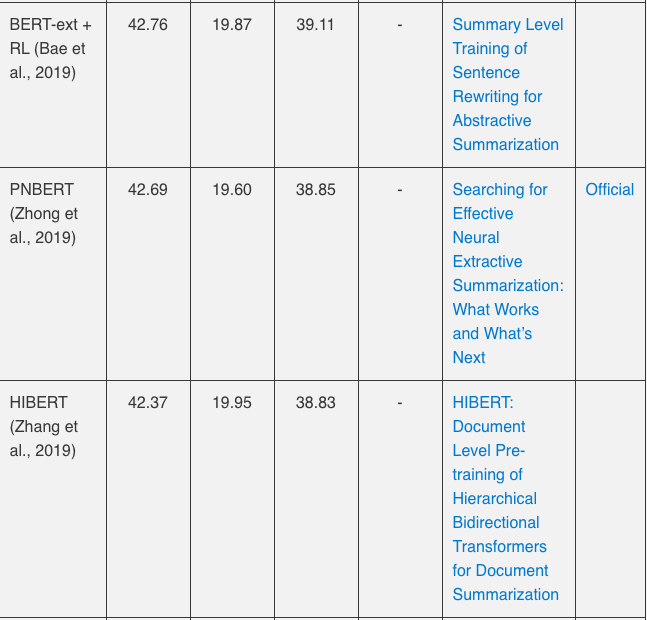 BERT-ext +
RL (Bae et
al., 2019)
42.76
19.87
39.11
-
Summary Level
Training of
Sentence
Rewriting for
Abstractive
Summarization
PNBERT
(Zhong et
al., 2019)
42.69
19.60
38.85
-
Searching for
Effective
Neural
Extractive
Summarization:
What Works
and What’s
Next
Official
HIBERT
(Zhang et
al., 2019)
42.37
19.95
38.83
-
HIBERT:
Document
Level Pre-
training of
Hierarchical
Bidirectional
Transformers
for Document
Summarization